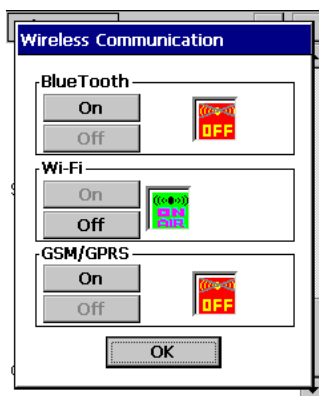 Wireless Communication
BlueTooth
On
OFF
Off
Wi-Fi
On
ON
AIR
Off
GSM/GPRS
On
OFF
Off
OK